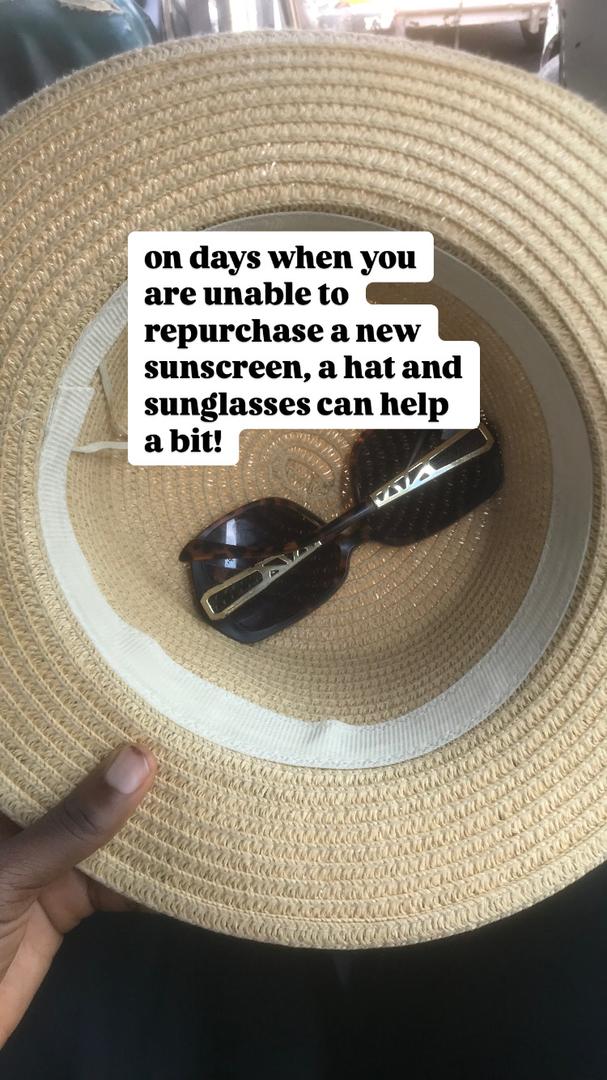 on days when you
are unable to
repurchase a new
sunscreen, a hat and
sunglasses can help
a bit!